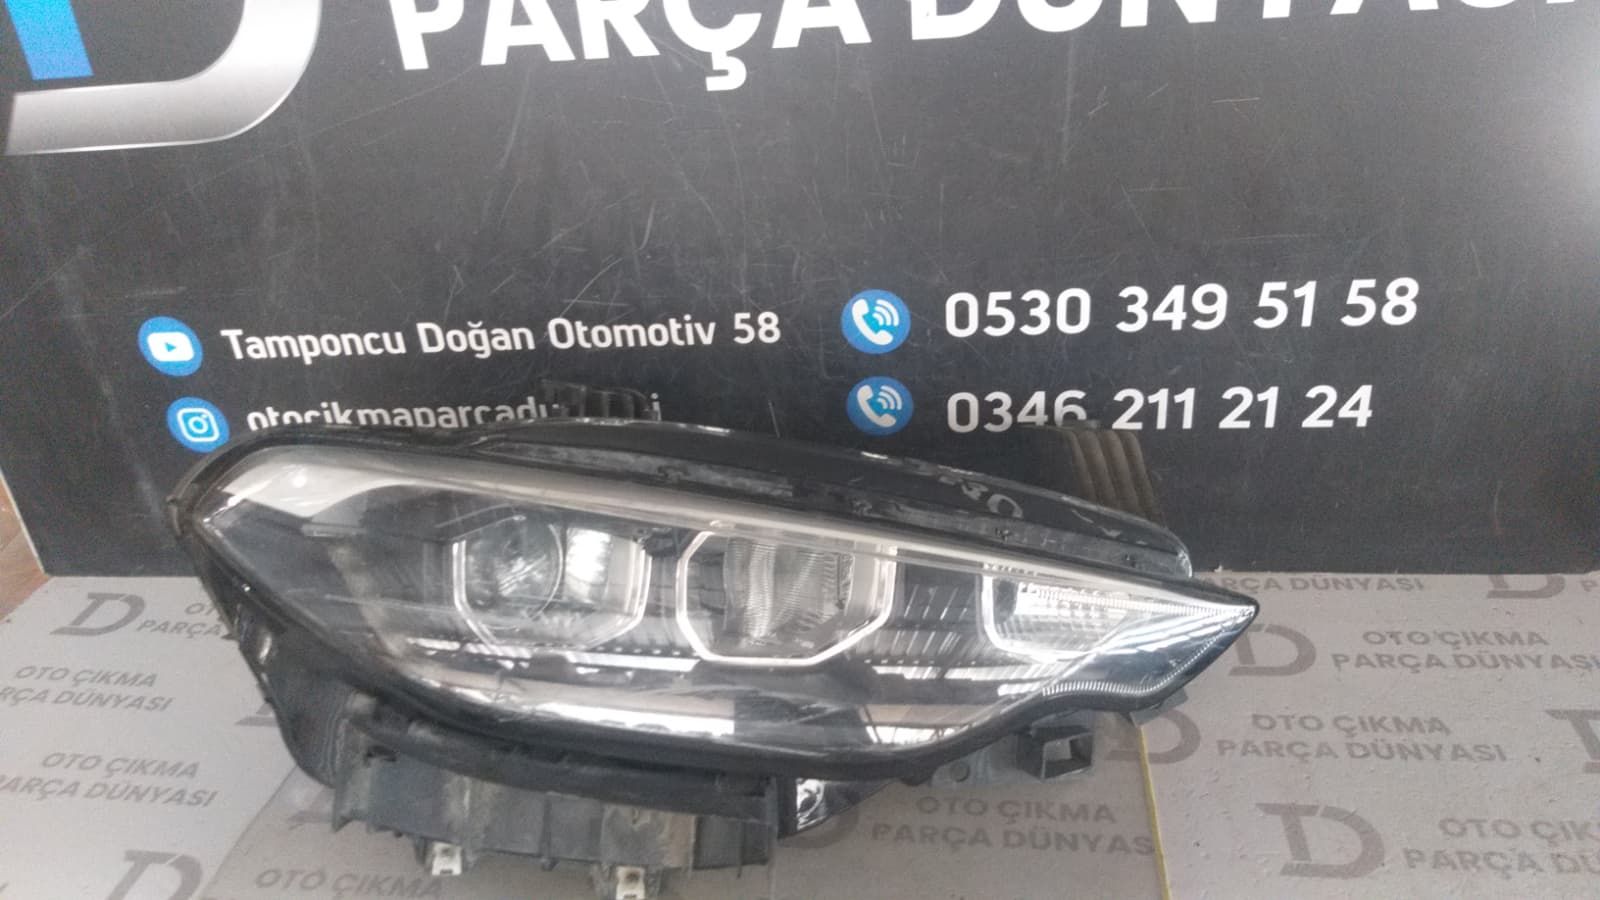 PARÇA DÜNYASI
Tamponcu Doğan Otomotiv 58
0530 349 51 58
0346 211 21 24
PARÇA DÜNYASI
OTO ÇIKMA
PARÇA DÜNYASI
OTO
PARÇA
OTO ÇIKMA
PARÇA DÜNYASI
OTO ÇIKMA
PARÇA DÜNYASI
OTO ÇIKMA
PARÇA DÜNYASI
OTO ÇIKMA
PARÇA DÜNYASI
OTO ÇIKMA
PARÇA DÜNYASI
OTO ÇIKMA